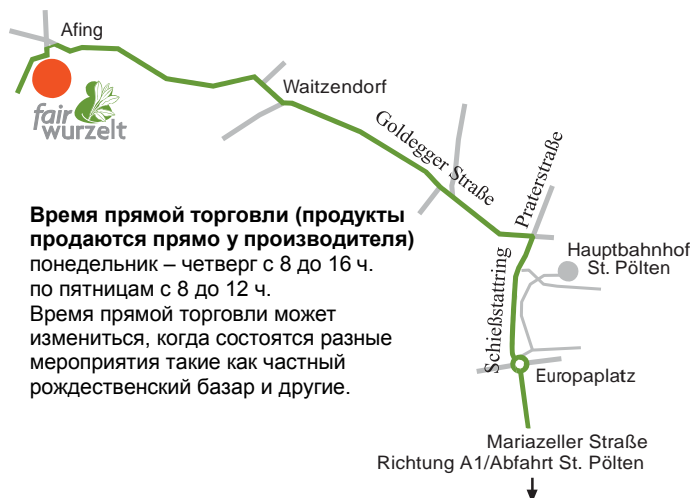 Afing
fair
wurzelt
Waitzendorf
Goldegger Straße
Praterstraße
Время прямой торговли (продукты
продаются прямо у производителя)
понедельник – четверг с 8 до 16 ч.
по пятницам с 8 до 12 ч.
Время прямой торговли может
измениться, когда состоятся разные
мероприятия такие как частный
рождественский базар и другие.
Hauptbahnhof
St. Pölten
Schießstattring
Europaplatz
Mariazeller Straße
Richtung A1/Abfahrt St. Pölten